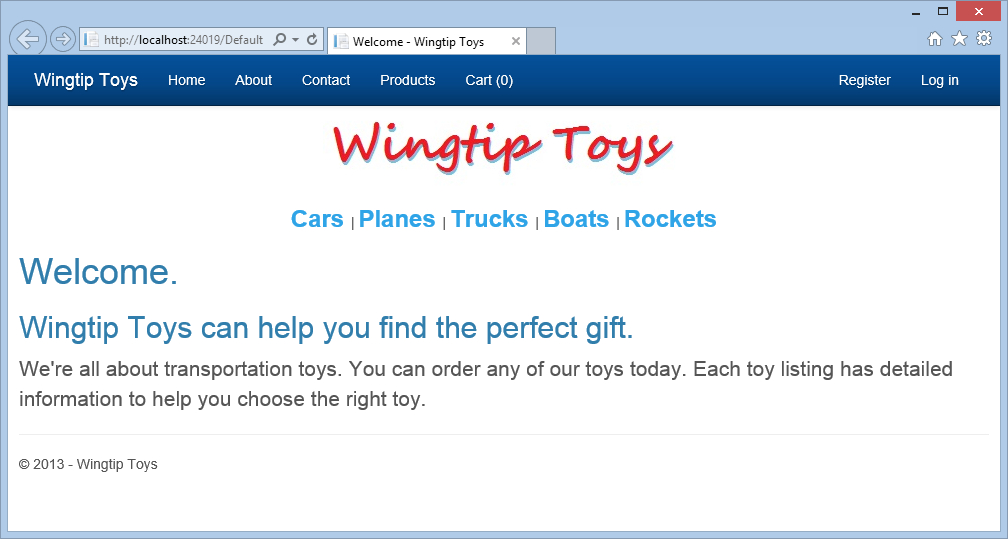 http://localhost:24019/Default
Welcome - Wingtip Toys
Wingtip Toys Home About Contact Products Cart (0) Register Log in
Wingtip Toys
Cars | Planes | Trucks | Boats | Rockets
Welcome.
Wingtip Toys can help you find the perfect gift.
We're all about transportation toys. You can order any of our toys today. Each toy listing has detailed
information to help you choose the right toy.
© 2013 - Wingtip Toys